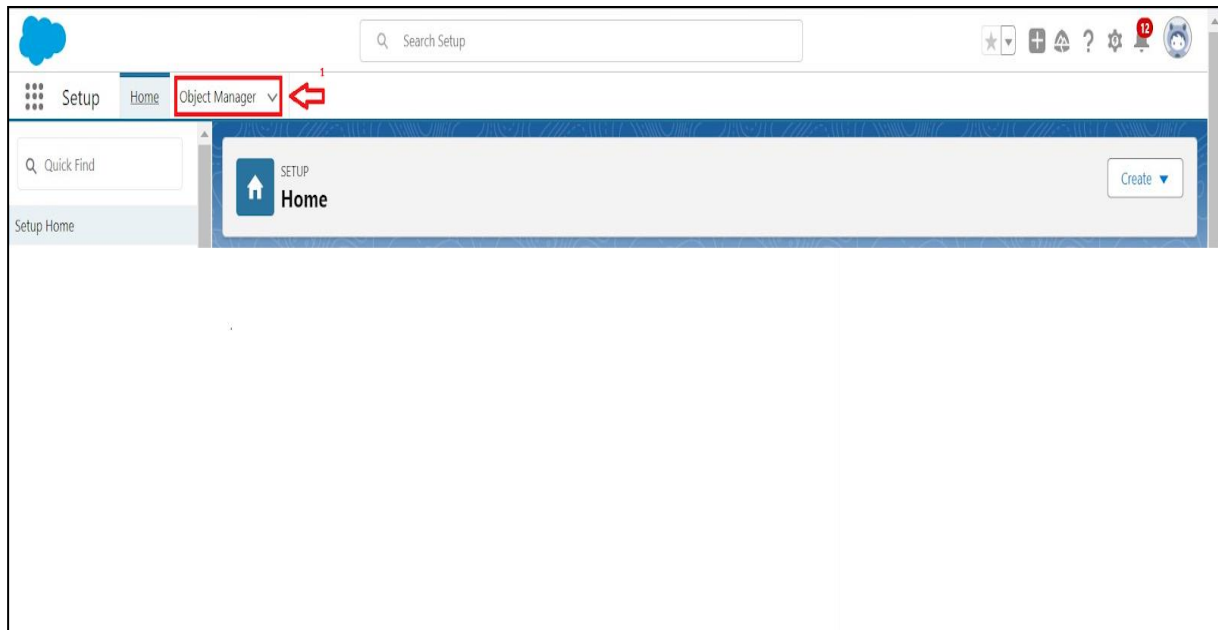 Search Setup
12
1
Setup Home Object Manager
Quick Find
SETUP
Home
Create
Setup Home